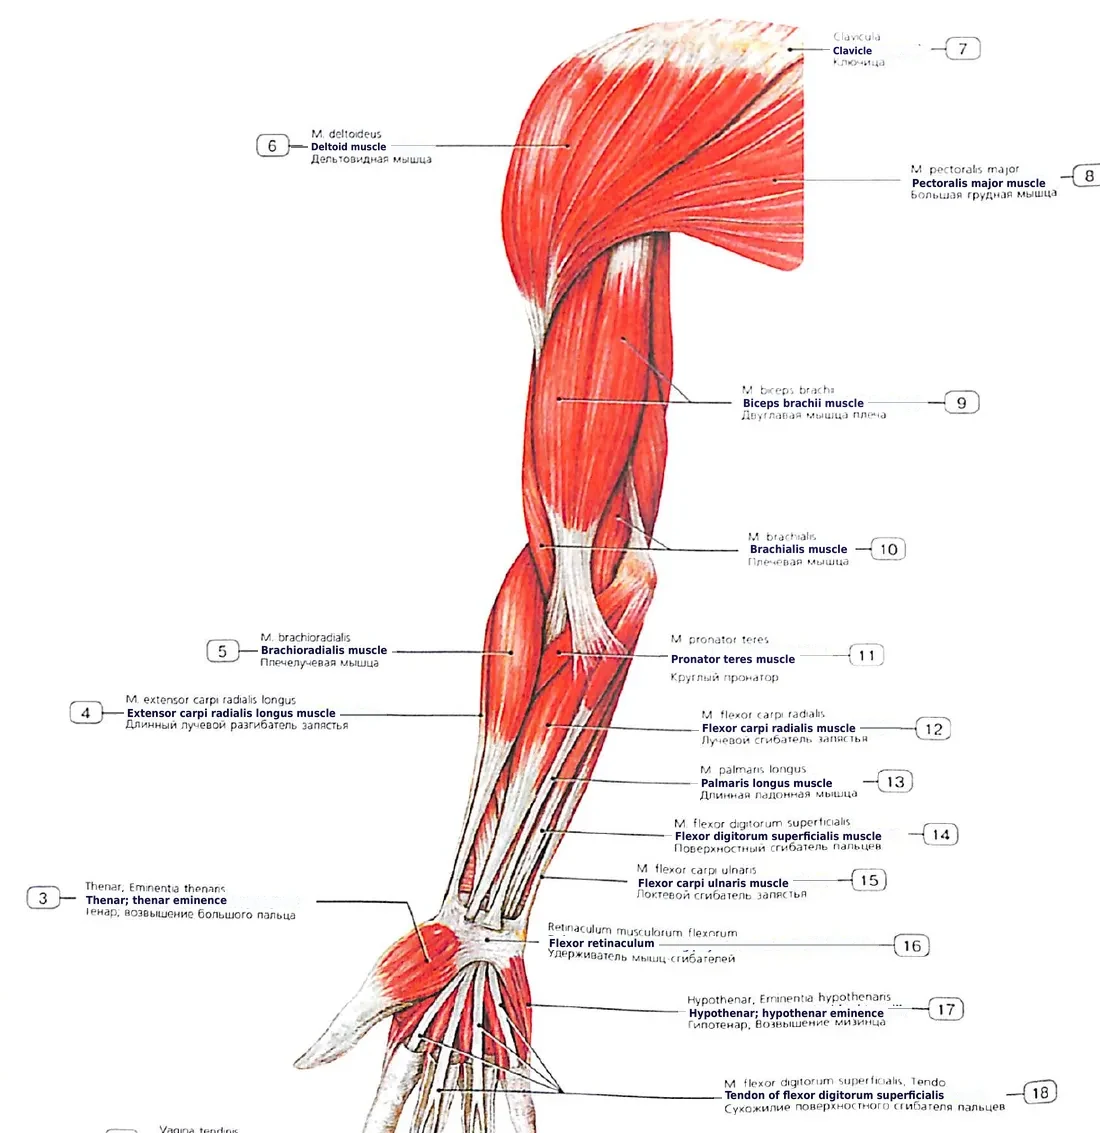 Clavicula
Clavicle
Ключица
7
M. deltoideus
Deltoid muscle
Дельтовидная мышца
6
M. pectoralis major
Pectoralis major muscle
Большая грудная мышца
8
M. biceps brachii
Biceps brachii muscle
Двуглавая мышца плеча
9
M. brachialis
Brachialis muscle
Плечевая мышца
10
M. brachioradialis
Brachioradialis muscle
Плечелучевая мышца
5
M. pronator teres
Pronator teres muscle
Круглый пронатор
11
M. extensor carpi radialis longus
Extensor carpi radialis longus muscle
Длинный лучевой разгибатель запястья
4
M. flexor carpi radialis
Flexor carpi radialis muscle
Лучевой сгибатель запястья
12
M. palmaris longus
Palmaris longus muscle
Длинная ладонная мышца
13
M. flexor digitorum superficialis
Flexor digitorum superficialis muscle
Поверхностный сгибатель пальцев
14
M. flexor carpi ulnaris
Flexor carpi ulnaris muscle
Локтевой сгибатель запястья
15
Thenar, Eminentia thenaris
Thenar; thenar eminence
Тенар, возвышение большого пальца
3
Retinaculum musculorum flexorum
Flexor retinaculum
Удерживатель мышц-сгибателей
16
Hypothenar, Eminentia hypothenaris
Hypothenar; hypothenar eminence
Гипотенар, Возвышение мизинца
17
M. flexor digitorum superficialis, Tendo
Tendon of flexor digitorum superficialis
Сухожилие поверхностного сгибателя пальцев
18
Vagina tendinis